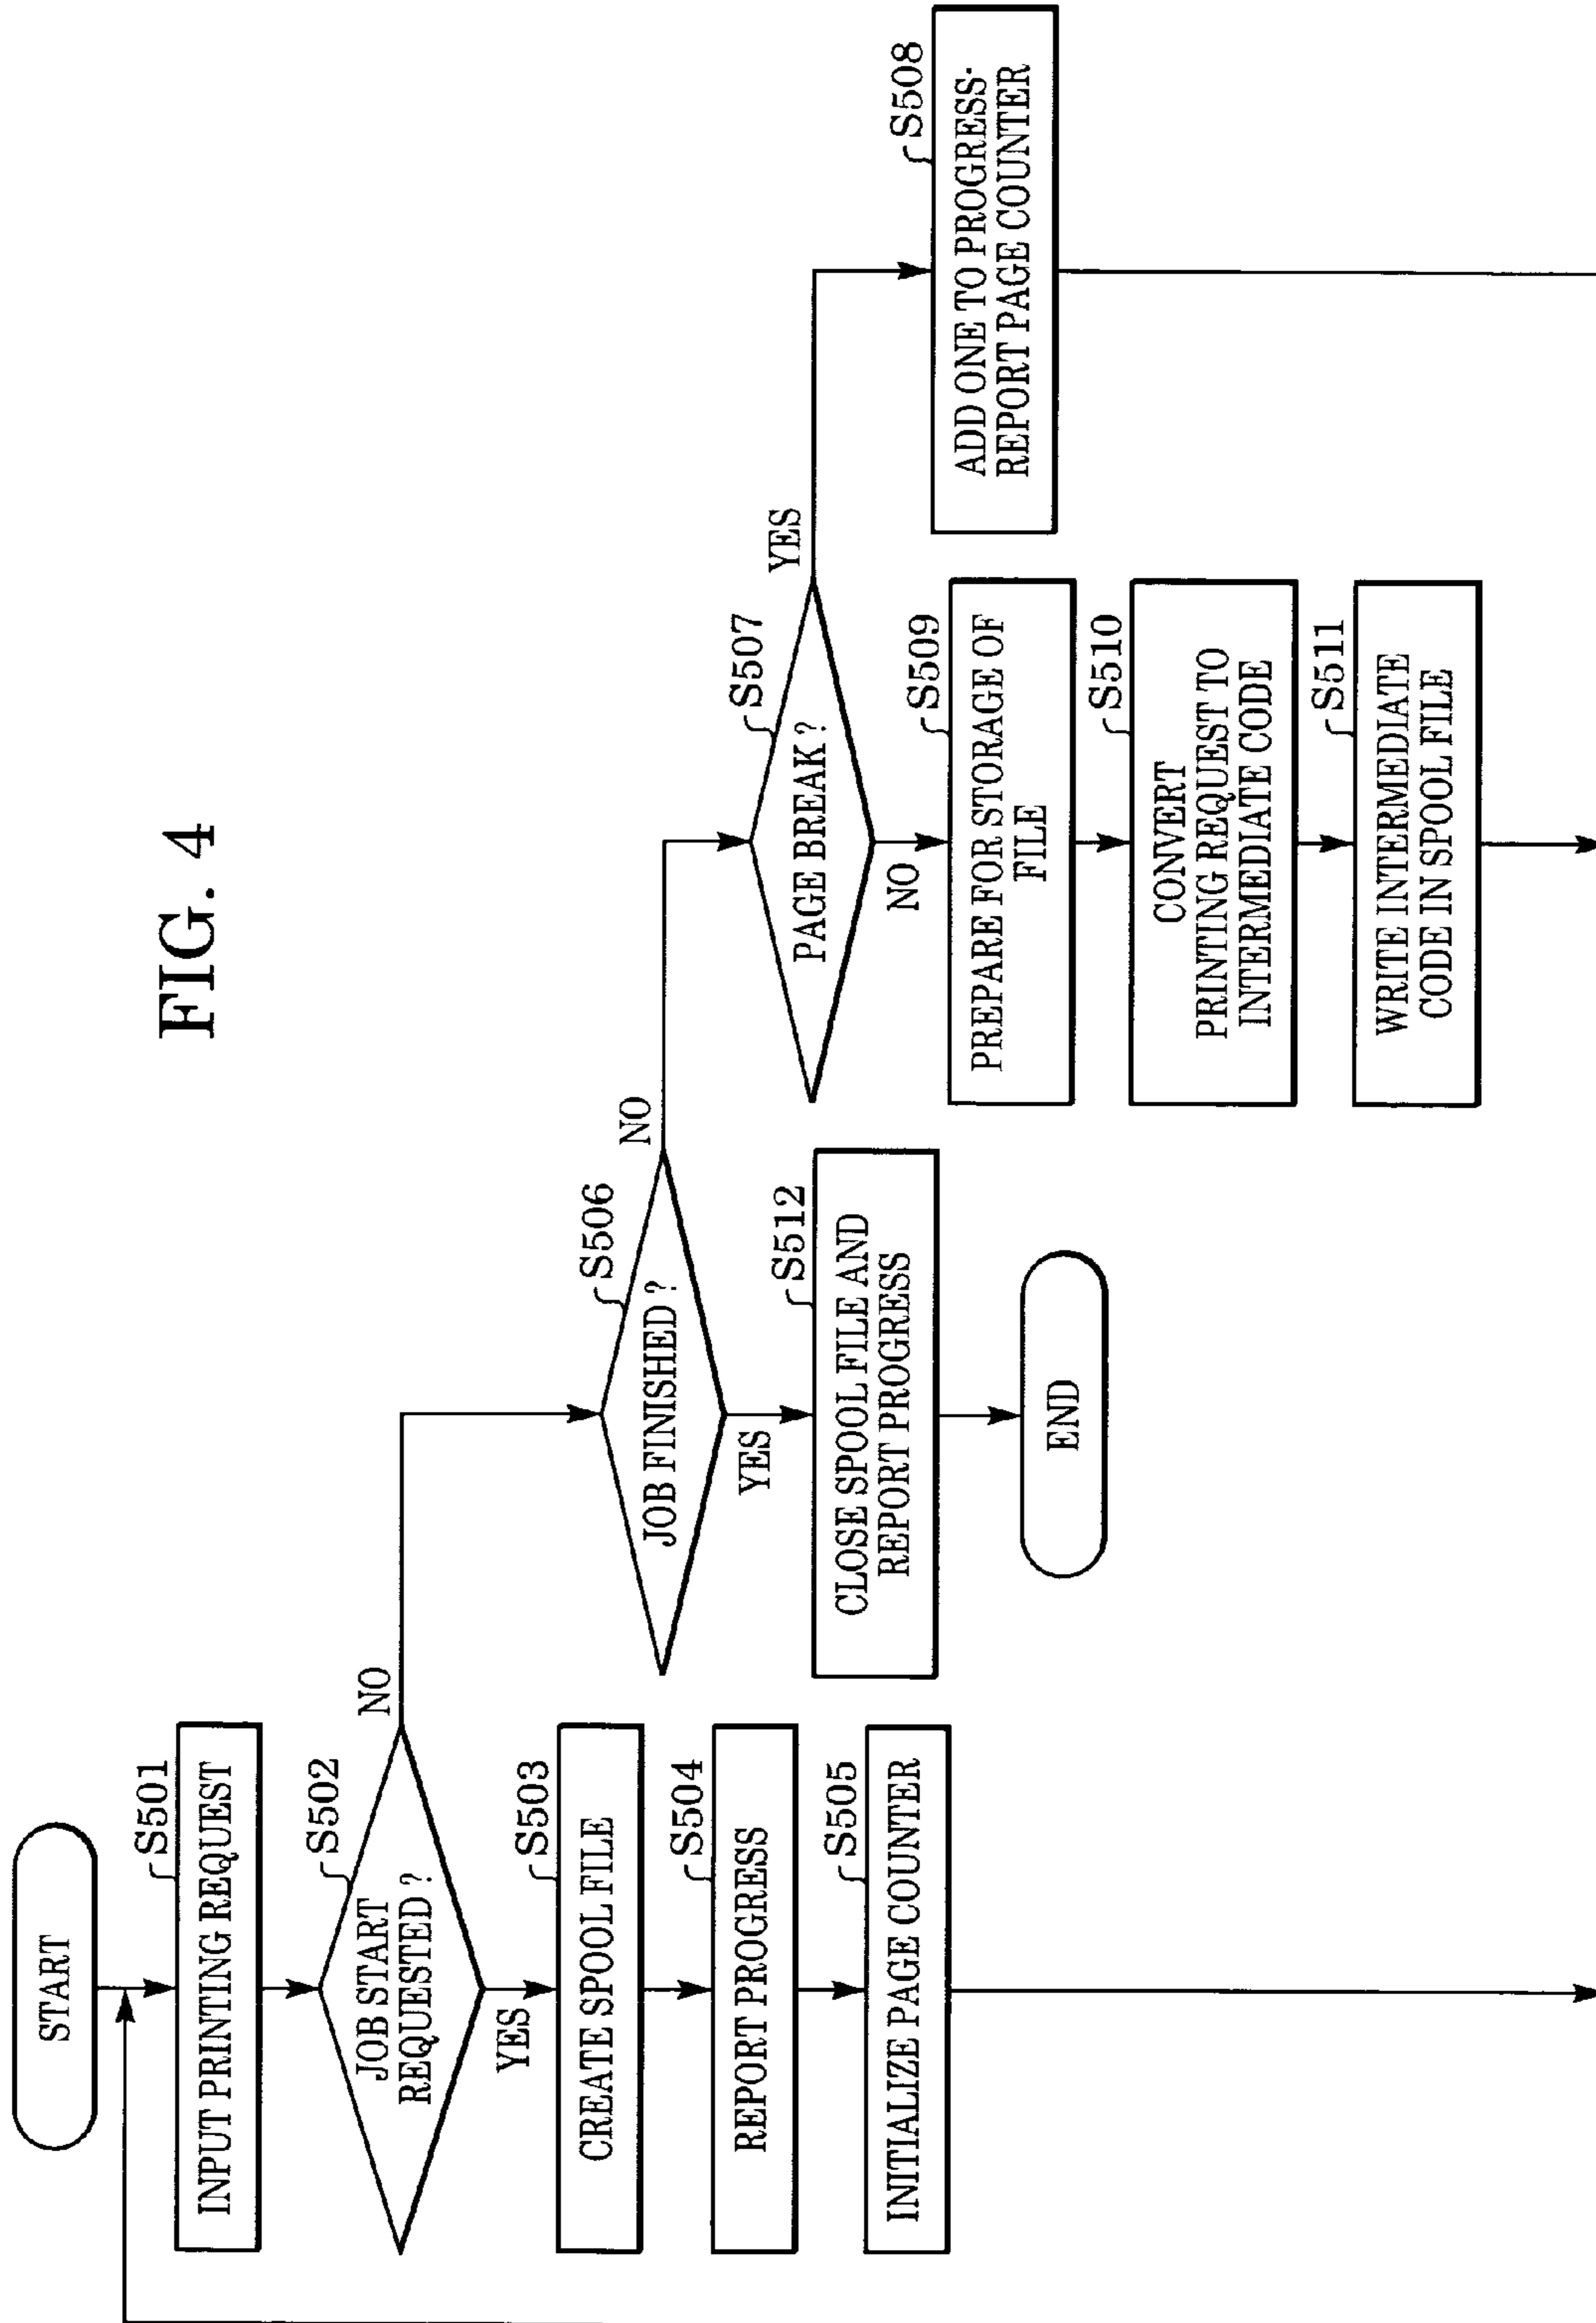 FIG. 4
START
S501
INPUT PRINTING REQUEST
S502
JOB START
REQUESTED ?
NO
YES
S503
CREATE SPOOL FILE
S504
REPORT PROGRESS
S505
INITIALIZE PAGE COUNTER
S506
JOB FINISHED ?
NO
YES
S512
CLOSE SPOOL FILE AND
REPORT PROGRESS
END
S507
PAGE BREAK ?
YES
NO
S508
ADD ONE TO PROGRESS-
REPORT PAGE COUNTER
S509
PREPARE FOR STORAGE OF
FILE
S510
CONVERT
PRINTING REQUEST TO
INTERMEDIATE CODE
S511
WRITE INTERMEDIATE
CODE IN SPOOL FILE